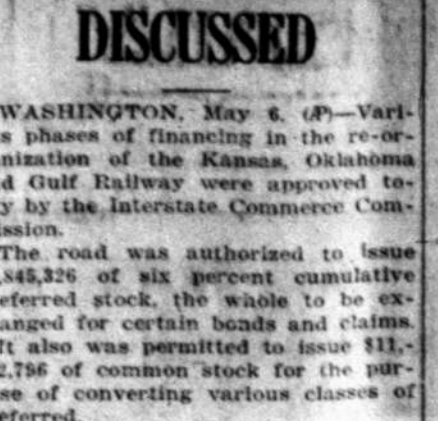 DISCUSSED
WASHINGTON, May 6. (AP)—Vari-
s phases of financing in the re-or-
nization of the Kansas, Oklahoma
d Gulf Railway were approved to-
y by the Interstate Commerce Com-
ission.
The road was authorized to issue
,845,326 of six percent cumulative
eferred stock, the whole to be ex-
anged for certain bonds and claims.
It also was permitted to issue $11,-
2,796 of common stock for the pur-
se of converting various classes of
eferred.